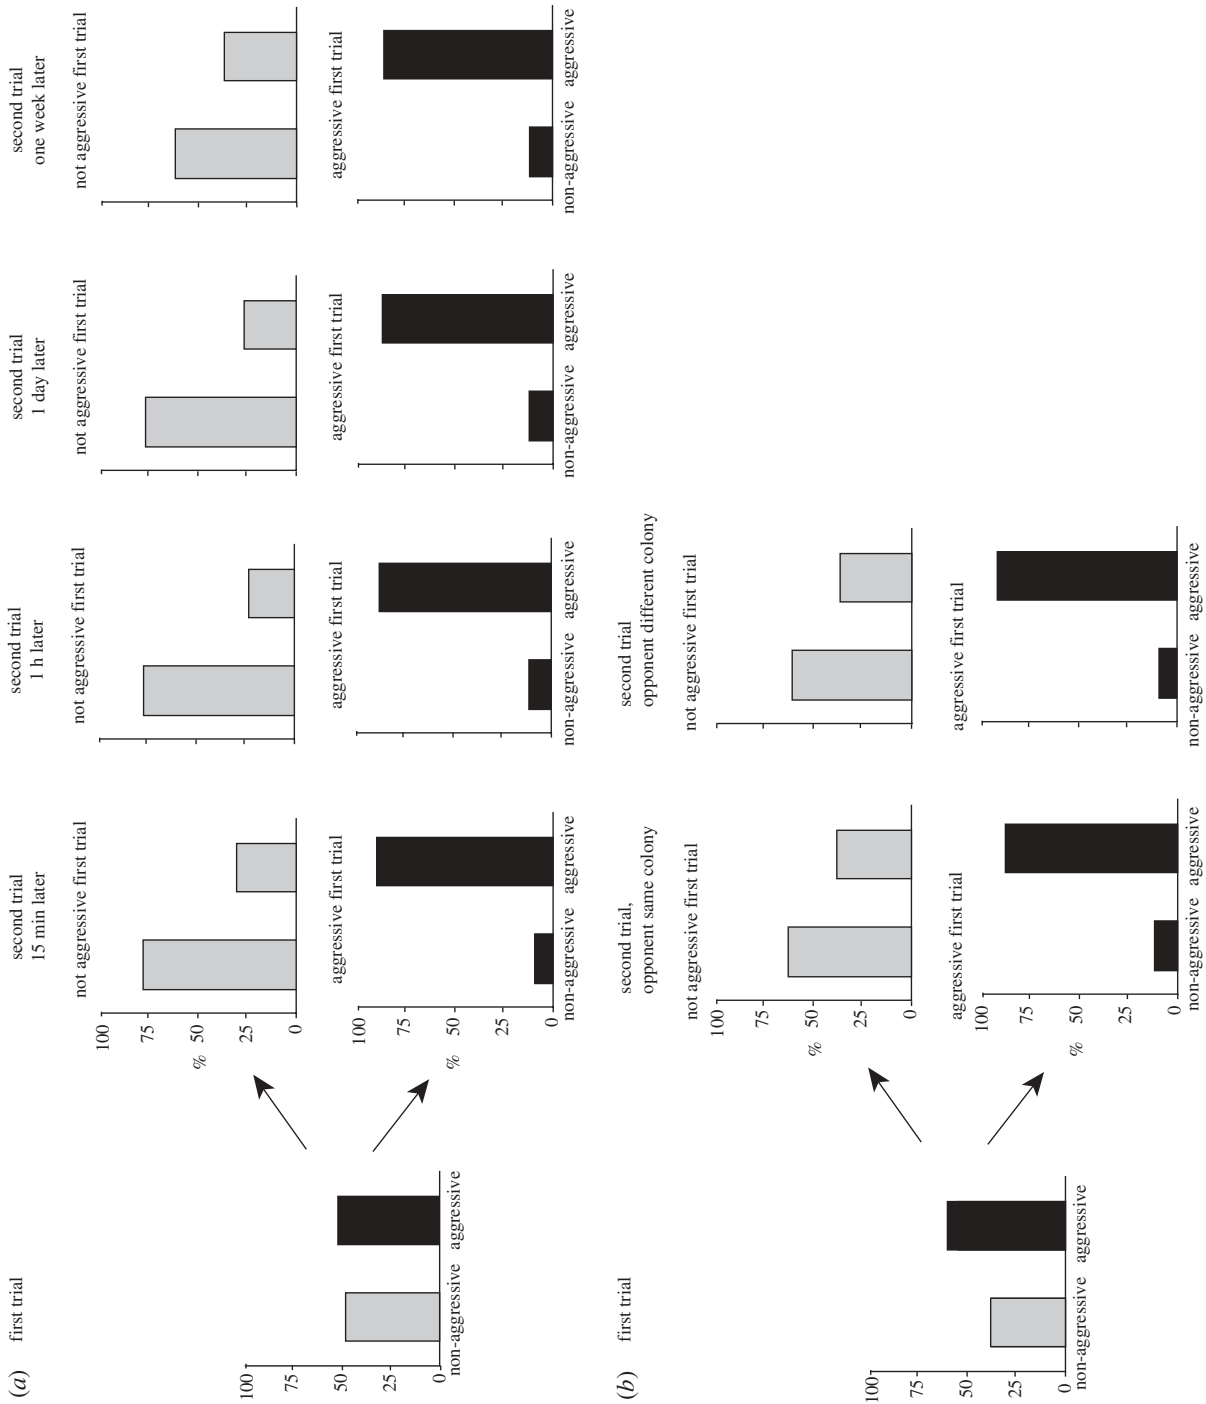 (a)
first trial
100
75
50
25
0
non-aggressive aggressive
second trial
15 min later
not aggressive first trial
100
75
50
25
0
%
aggressive first trial
100
75
50
25
0
%
non-aggressive aggressive
second trial
1 h later
not aggressive first trial
aggressive first trial
non-aggressive aggressive
second trial
1 day later
not aggressive first trial
aggressive first trial
non-aggressive aggressive
second trial
one week later
not aggressive first trial
aggressive first trial
non-aggressive aggressive
(b)
first trial
100
75
50
25
0
non-aggressive aggressive
second trial,
opponent same colony
not aggressive first trial
100
75
50
25
0
%
aggressive first trial
100
75
50
25
0
%
non-aggressive aggressive
second trial
opponent different colony
not aggressive first trial
aggressive first trial
non-aggressive aggressive